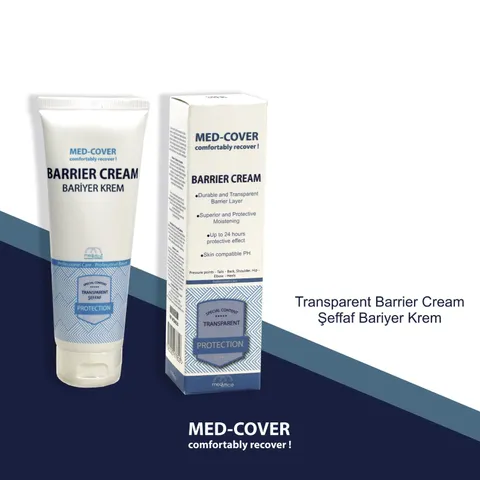 MED-COVER
comfortably recover !
BARRIER CREAM
BARİYER KREM
TRANSPARENT
ŞEFFAF
PROTECTION
MED-COVER
comfortably recover !
BARRIER CREAM
•Durable and Transparent
Barrier Layer
•Superior and Protective
Moistening
•Up to 24 hours
protective effect
•Skin compatible PH
TRANSPARENT
PROTECTION
Transparent Barrier Cream
Şeffaf Bariyer Krem
MED-COVER
comfortably recover !